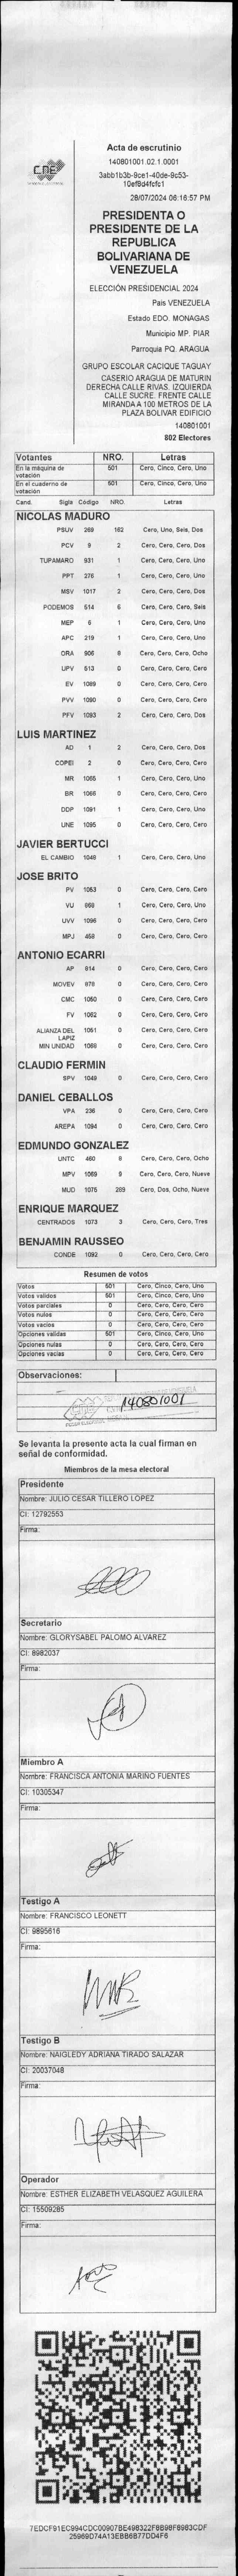 CNE
Acta de escrutinio
140801001.02.1.0001
3abb1b3b-9ce1-40de-9c53-
10ef8d4fcfc1
28/07/2024 06:16:57 PM
PRESIDENTA O
PRESIDENTE DE LA
REPUBLICA
BOLIVARIANA DE
VENEZUELA
ELECCIÓN PRESIDENCIAL 2024
Pais VENEZUELA
Estado EDO. MONAGAS
Municipio MP. PIAR
Parroquia PQ. ARAGUA
GRUPO ESCOLAR CACIQUE TAGUAY
CASERIO ARAGUA DE MATURIN
DERECHA CALLE RIVAS. IZQUIERDA
CALLE SUCRE. FRENTE CALLE
MIRANDA A 100 METROS DE LA
PLAZA BOLIVAR EDIFICIO
140801001
802 Electores
Votantes NRO. Letras
En la máquina de votación 501 Cero, Cinco, Cero, Uno
En el cuaderno de votación 501 Cero, Cinco, Cero, Uno
Cand. Sigla Código NRO. Letras
NICOLAS MADURO
PSUV 269 162 Cero, Uno, Seis, Dos
PCV 9 2 Cero, Cero, Cero, Dos
TUPAMARO 931 1 Cero, Cero, Cero, Uno
PPT 276 1 Cero, Cero, Cero, Uno
MSV 1017 2 Cero, Cero, Cero, Dos
PODEMOS 514 6 Cero, Cero, Cero, Seis
MEP 5 1 Cero, Cero, Cero, Uno
APC 219 1 Cero, Cero, Cero, Uno
ORA 906 8 Cero, Cero, Cero, Ocho
UPV 513 0 Cero, Cero, Cero, Cero
EV 1089 0 Cero, Cero, Cero, Cero
PVV 1090 0 Cero, Cero, Cero, Cero
PFV 1093 2 Cero, Cero, Cero, Dos
LUIS MARTINEZ
AD 1 2 Cero, Cero, Cero, Dos
COPEI 2 0 Cero, Cero, Cero, Cero
MR 1065 1 Cero, Cero, Cero, Uno
BR 1066 0 Cero, Cero, Cero, Cero
DDP 1091 1 Cero, Cero, Cero, Uno
UNE 1095 0 Cero, Cero, Cero, Cero
JAVIER BERTUCCI
EL CAMBIO 1048 1 Cero, Cero, Cero, Uno
JOSE BRITO
PV 1053 0 Cero, Cero, Cero, Cero
VU 869 1 Cero, Cero, Cero, Uno
UVV 1096 0 Cero, Cero, Cero, Cero
MPJ 459 0 Cero, Cero, Cero, Cero
ANTONIO ECARRI
AP 914 0 Cero, Cero, Cero, Cero
MOVEV 978 0 Cero, Cero, Cero, Cero
CMC 1050 0 Cero, Cero, Cero, Cero
FV 1062 0 Cero, Cero, Cero, Cero
ALIANZA DEL LAPIZ 1061 0 Cero, Cero, Cero, Cero
MIN UNIDAD 1068 0 Cero, Cero, Cero, Cero
CLAUDIO FERMIN
SPV 1049 0 Cero, Cero, Cero, Cero
DANIEL CEBALLOS
VPA 236 0 Cero, Cero, Cero, Cero
AREPA 1094 0 Cero, Cero, Cero, Cero
EDMUNDO GONZALEZ
UNTC 460 8 Cero, Cero, Cero, Ocho
MPV 1069 9 Cero, Cero, Cero, Nueve
MUD 1075 289 Cero, Dos, Ocho, Nueve
ENRIQUE MARQUEZ
CENTRADOS 1073 3 Cero, Cero, Cero, Tres
BENJAMIN RAUSSEO
CONDE 1092 0 Cero, Cero, Cero, Cero
Resumen de votos
Votos 501 Cero, Cinco, Cero, Uno
Votos validos 501 Cero, Cinco, Cero, Uno
Votos parciales 0 Cero, Cero, Cero, Cero
Votos nulos 0 Cero, Cero, Cero, Cero
Votos vacios 0 Cero, Cero, Cero, Cero
Opciones validas 501 Cero, Cinco, Cero, Uno
Opciones nulas 0 Cero, Cero, Cero, Cero
Opciones vacias 0 Cero, Cero, Cero, Cero
Observaciones:
140801001
Se levanta la presente acta la cual firman en
señal de conformidad.
Miembros de la mesa electoral
Presidente
Nombre: JULIO CESAR TILLERO LOPEZ
CI: 12792553
Firma:
Secretario
Nombre: GLORYSABEL PALOMO ALVAREZ
CI: 8982037
Firma:
Miembro A
Nombre: FRANCISCA ANTONIA MARIÑO FUENTES
CI: 10305347
Firma:
Testigo A
Nombre: FRANCISCO LEONETT
CI: 9895616
Firma:
Testigo B
Nombre: NAIGLEDY ADRIANA TIRADO SALAZAR
CI: 20037048
Firma:
Operador
Nombre: ESTHER ELIZABETH VELASQUEZ AGUILERA
CI: 15509285
Firma:
7EDCF91EC994CDC00907BE498322F8B98F8983CDF
25969D74A13EBB6B77DD4F6